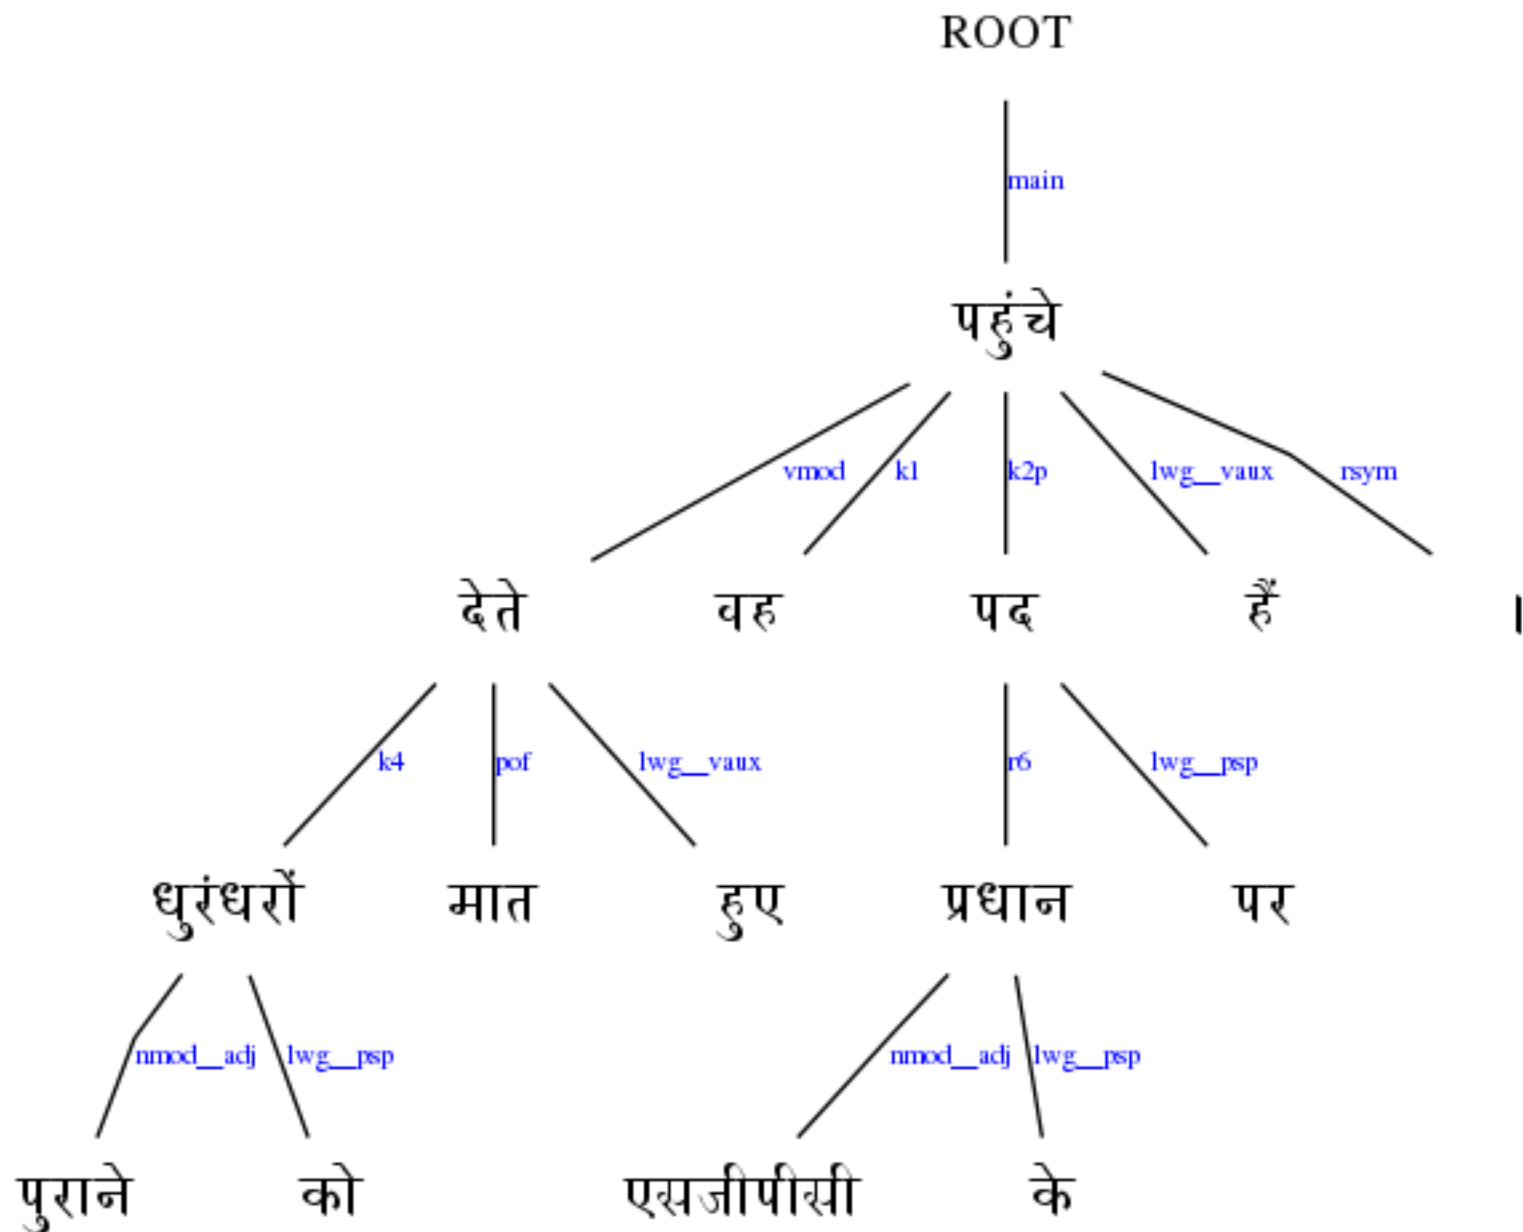 ROOT
main
पहुंचे
vmod k1 k2p lwg__vaux rsym
देते वह पद हैं ।
k4 pof lwg__vaux r6 lwg__psp
धुरंधरों मात हुए प्रधान पर
nmod__adj lwg__psp nmod__adj lwg__psp
पुराने को एसजीपीसी के